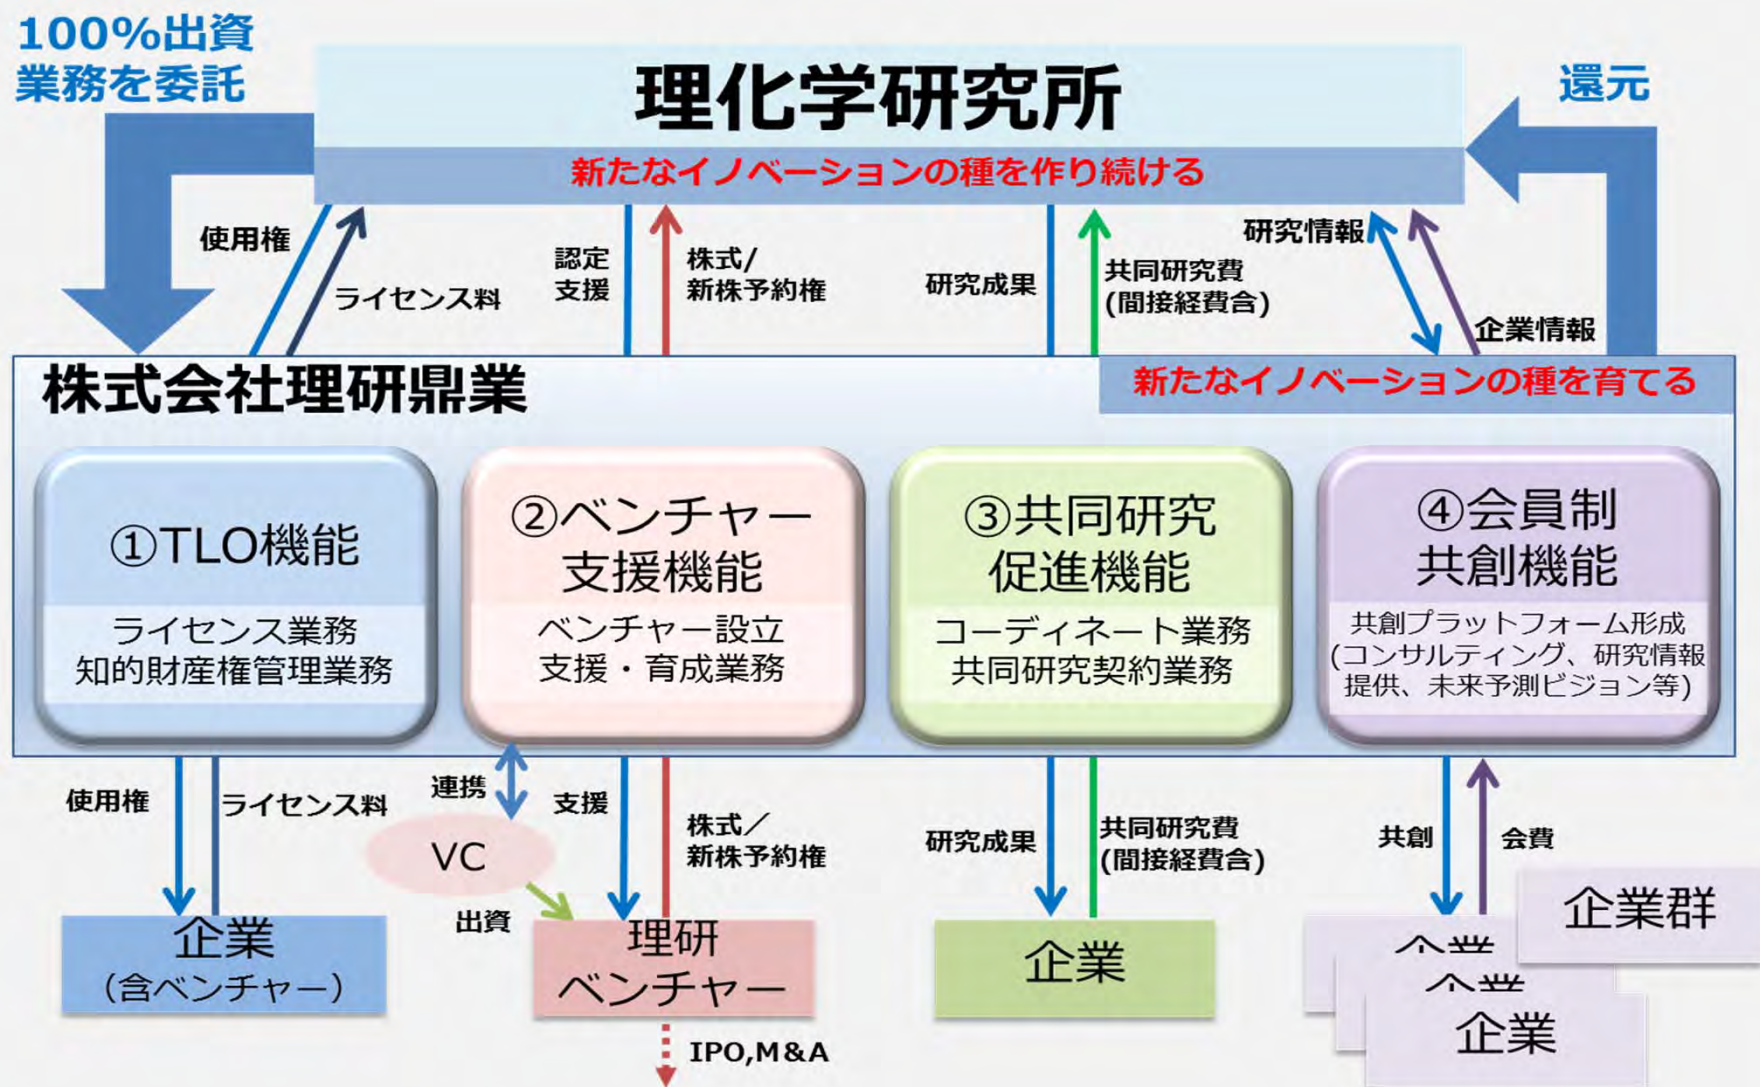 100%出資
業務を委託
理化学研究所
還元
新たなイノベーションの種を作り続ける
使用権
ライセンス料
認定
支援
株式/
新株予約権
研究成果
共同研究費
(間接経費含)
研究情報
企業情報
株式会社理研鼎業
新たなイノベーションの種を育てる
①TLO機能
ライセンス業務
知的財産権管理業務
②ベンチャー
支援機能
ベンチャー設立
支援・育成業務
③共同研究
促進機能
コーディネート業務
共同研究契約業務
④会員制
共創機能
共創プラットフォーム形成
(コンサルティング、研究情報
提供、未来予測ビジョン等)
使用権
ライセンス料
連携
VC
出資
支援
株式／
新株予約権
研究成果
共同研究費
(間接経費含)
共創
会費
企業
（含ベンチャー）
理研
ベンチャー
IPO,M&A
企業
企業群
企業
企業
企業